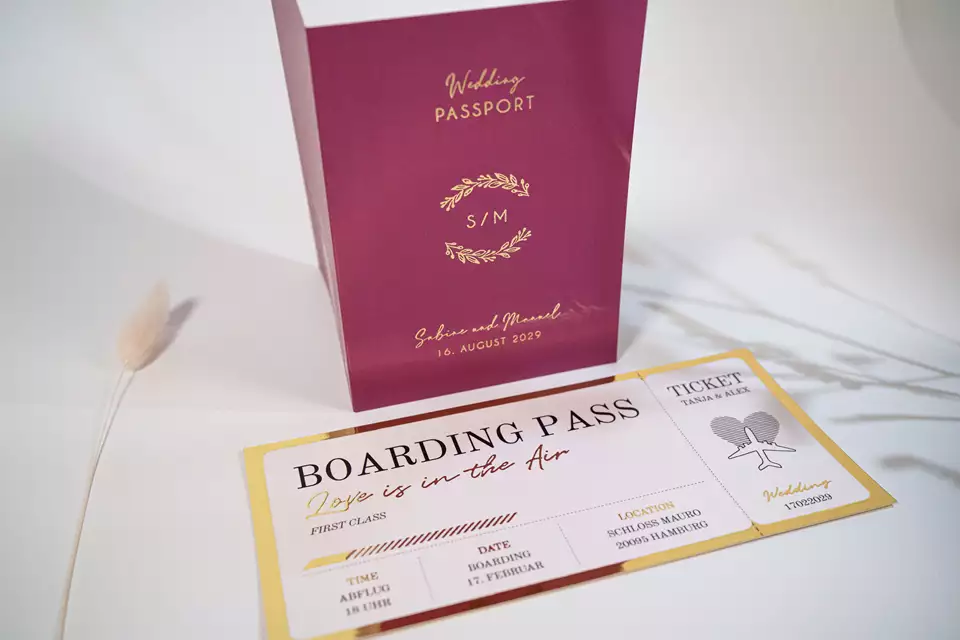 Wedding
PASSPORT
S/M
Sabine und Manuel
16. AUGUST 2029
BOARDING PASS
Love is in the Air
FIRST CLASS
TIME
ABFLUG
18 UHR
DATE
BOARDING
17. FEBRUAR
LOCATION
SCHLOSS MAURO
20095 HAMBURG
TICKET
TANJA & ALEX
Wedding
17022029